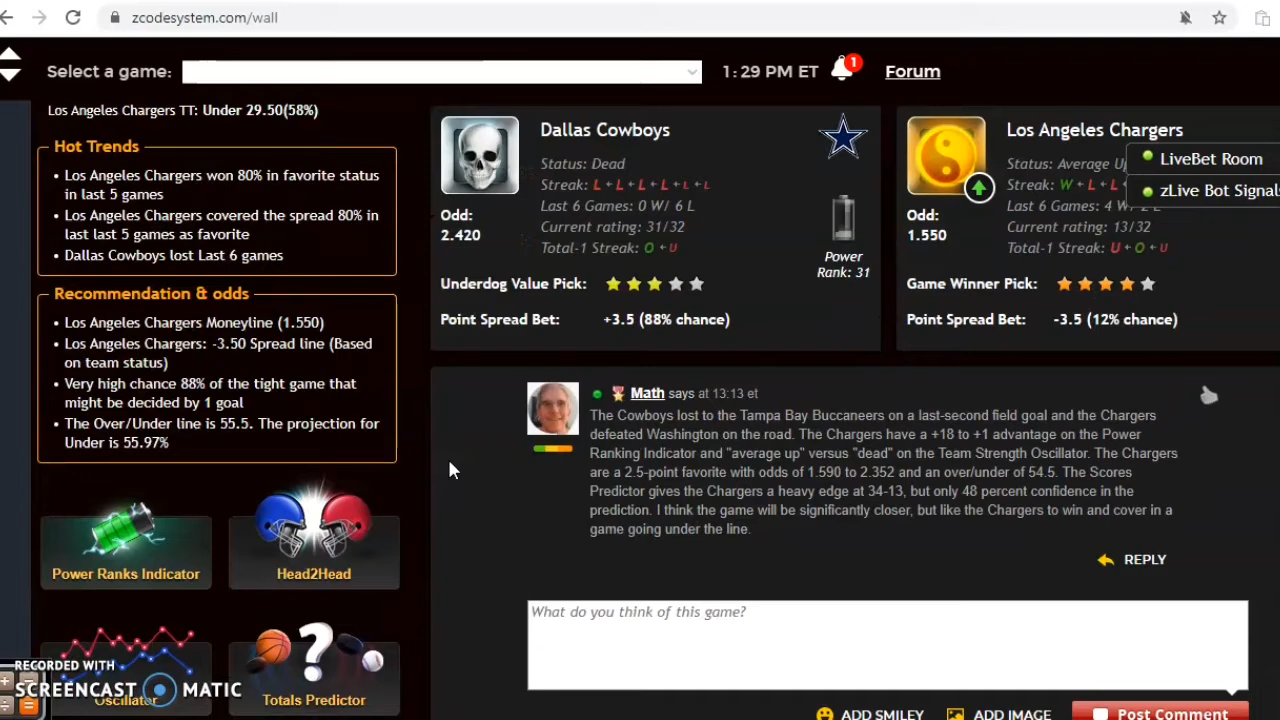 zcodesystem.com/wall
Select a game:
1:29 PM ET
1
Forum
Los Angeles Chargers TT: Under 29.50(58%)
Hot Trends
• Los Angeles Chargers won 80% in favorite status
in last 5 games
• Los Angeles Chargers covered the spread 80% in
last last 5 games as favorite
• Dallas Cowboys lost Last 6 games
Recommendation & odds
• Los Angeles Chargers Moneyline (1.550)
• Los Angeles Chargers: -3.50 Spread line (Based
on team status)
• Very high chance 88% of the tight game that
might be decided by 1 goal
• The Over/Under line is 55.5. The projection for
Under is 55.97%
Power Ranks Indicator
Head2Head
Oscillator
Totals Predictor
RECORDED WITH
SCREENCAST MATIC
Dallas Cowboys
Status: Dead
Streak: L L L L L L
Last 6 Games: 0 W/ 6 L
Current rating: 31/32
Total-1 Streak: O U
Odd:
2.420
Power
Rank: 31
Underdog Value Pick:
Point Spread Bet: +3.5 (88% chance)
Los Angeles Chargers
Status: Average Up
Streak: W L L
Last 6 Games: 4 W 2 L
Current rating: 13/32
Total-1 Streak: U O U
Odd:
1.550
Game Winner Pick:
Point Spread Bet: -3.5 (12% chance)
LiveBet Room
zLive Bot Signals
Math says at 13:13 et
The Cowboys lost to the Tampa Bay Buccaneers on a last-second field goal and the Chargers
defeated Washington on the road. The Chargers have a +18 to +1 advantage on the Power
Ranking Indicator and "average up" versus "dead" on the Team Strength Oscillator. The Chargers
are a 2.5-point favorite with odds of 1.590 to 2.352 and an over/under of 54.5. The Scores
Predictor gives the Chargers a heavy edge at 34-13, but only 48 percent confidence in the
prediction. I think the game will be significantly closer, but like the Chargers to win and cover in a
game going under the line.
REPLY
What do you think of this game?
ADD SMILEY
ADD IMAGE
Post Comment